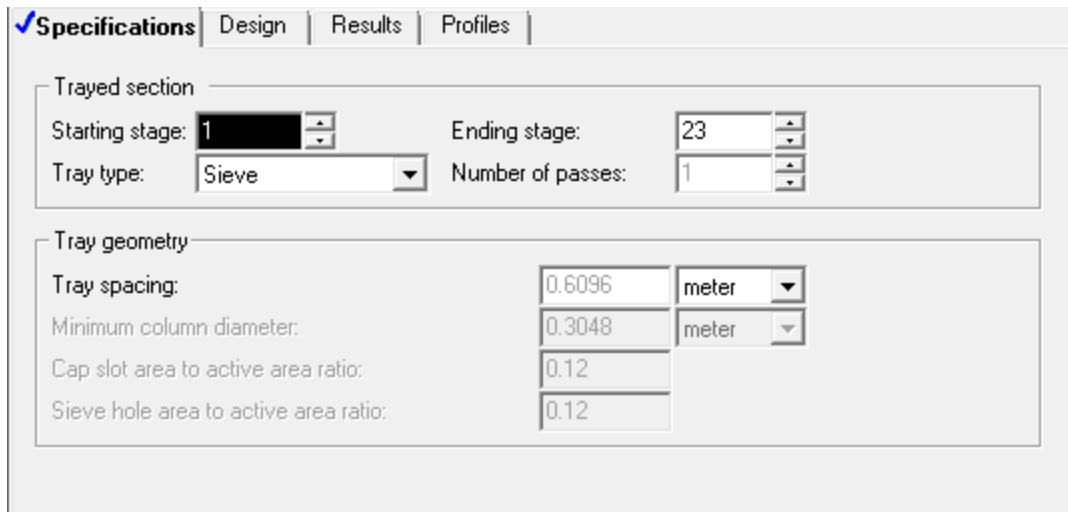 Specifications Design Results Profiles
Trayed section
Starting stage: 1 Ending stage: 23
Tray type: Sieve Number of passes: 1
Tray geometry
Tray spacing: 0.6096 meter
Minimum column diameter: 0.3048 meter
Cap slot area to active area ratio: 0.12
Sieve hole area to active area ratio: 0.12